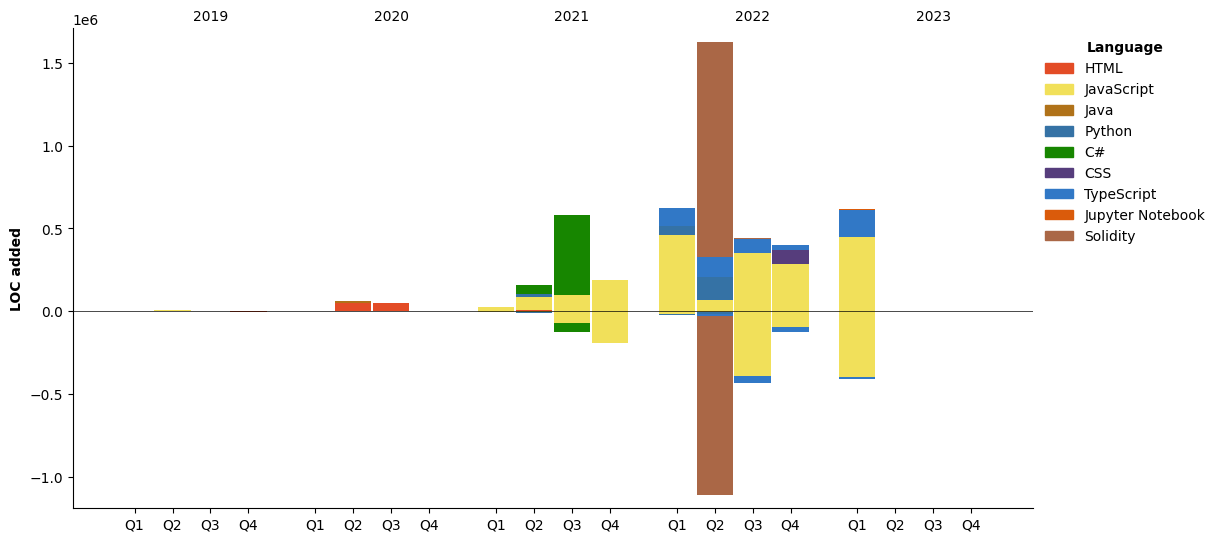 2019 2020 2021 2022 2023
1e6
Language
HTML
JavaScript
Java
Python
C#
CSS
TypeScript
Jupyter Notebook
Solidity
LOC added
1.5
1.0
0.5
0.0
−0.5
−1.0
Q1 Q2 Q3 Q4 Q1 Q2 Q3 Q4 Q1 Q2 Q3 Q4 Q1 Q2 Q3 Q4 Q1 Q2 Q3 Q4